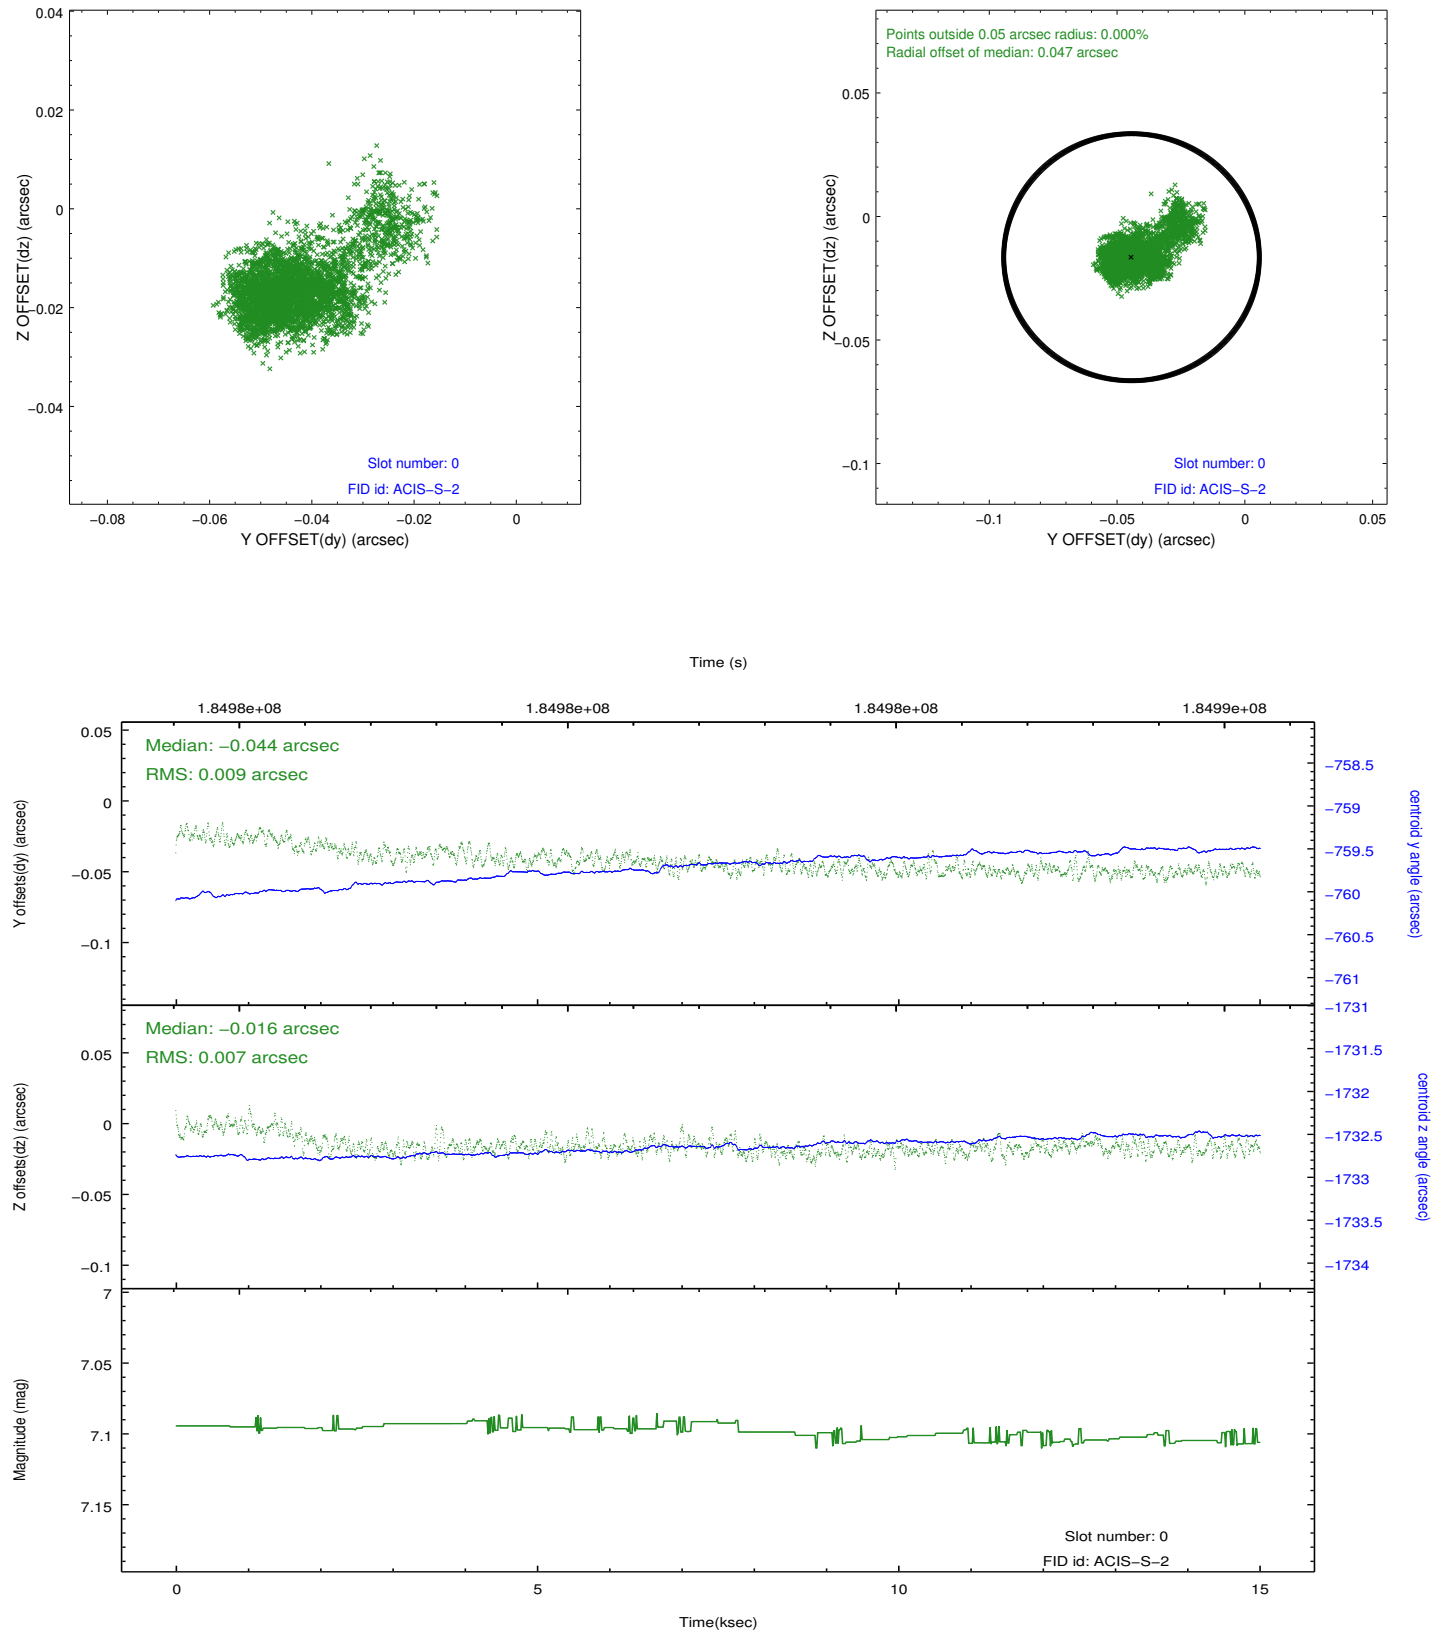 0.04
0.02
0
−0.02
−0.04
Z OFFSET(dz) (arcsec)
Slot number: 0
FID id: ACIS−S−2
−0.08
−0.06
−0.04
−0.02
0
Y OFFSET(dy) (arcsec)
Points outside 0.05 arcsec radius: 0.000%
Radial offset of median: 0.047 arcsec
0.05
0
−0.05
−0.1
Z OFFSET(dz) (arcsec)
Slot number: 0
FID id: ACIS−S−2
−0.1
−0.05
0
0.05
Y OFFSET(dy) (arcsec)
Time (s)
1.8498e+08
1.8498e+08
1.8498e+08
1.8499e+08
Median: −0.044 arcsec
RMS: 0.009 arcsec
0.05
0
−0.05
−0.1
Y offsets(dy) (arcsec)
−758.5
−759
−759.5
−760
−760.5
−761
centroid y angle (arcsec)
Median: −0.016 arcsec
RMS: 0.007 arcsec
0.05
0
−0.05
−0.1
Z offsets(dz) (arcsec)
−1731
−1731.5
−1732
−1732.5
−1733
−1733.5
−1734
centroid z angle (arcsec)
7
7.05
7.1
7.15
Magnitude (mag)
Slot number: 0
FID id: ACIS−S−2
0
5
10
15
Time(ksec)